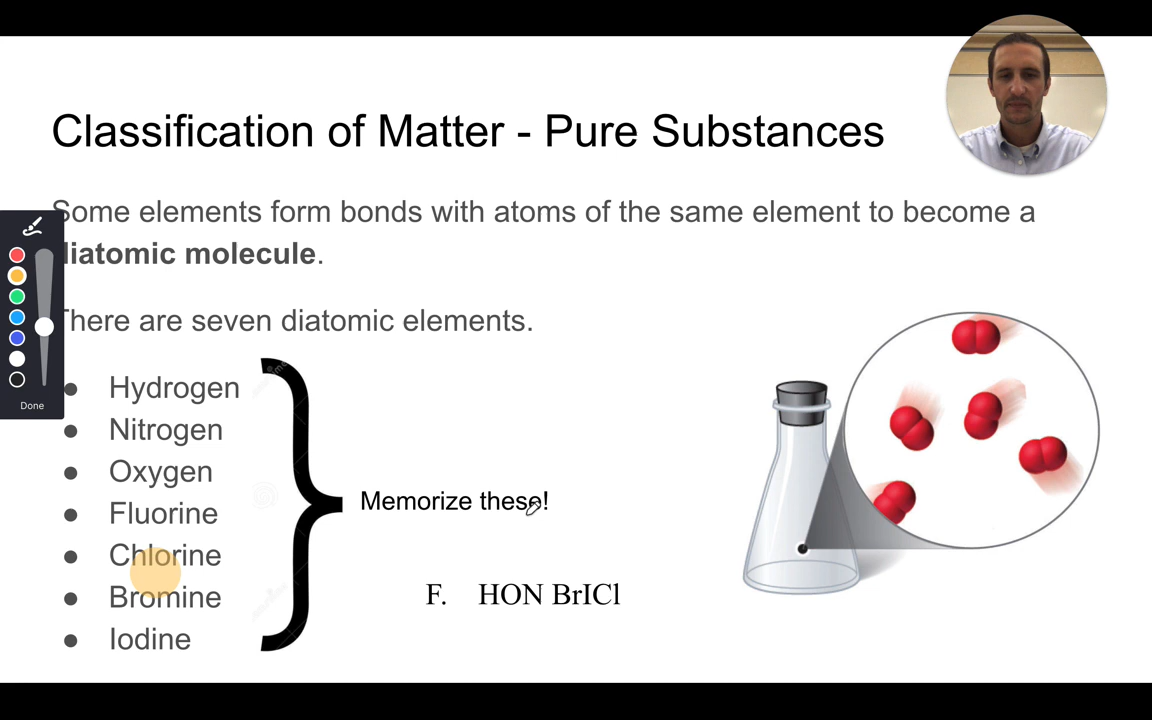 Classification of Matter - Pure Substances
Some elements form bonds with atoms of the same element to become a
diatomic molecule.
There are seven diatomic elements.
● Hydrogen
● Nitrogen
● Oxygen
● Fluorine
● Chlorine
● Bromine
● Iodine
Memorize these!
F. HON BrICl
Done